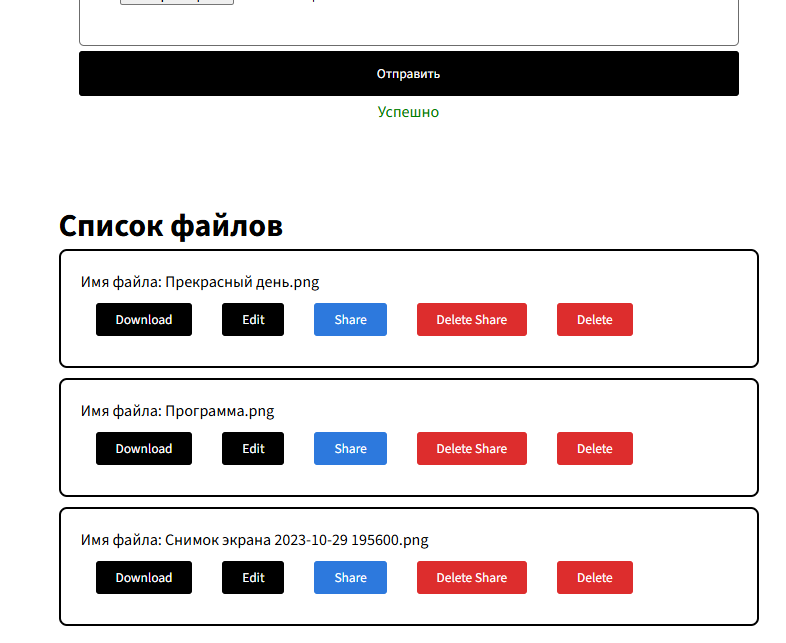 Отправить
Успешно
Список файлов
Имя файла: Прекрасный день.png
Download Edit Share Delete Share Delete
Имя файла: Программа.png
Download Edit Share Delete Share Delete
Имя файла: Снимок экрана 2023-10-29 195600.png
Download Edit Share Delete Share Delete